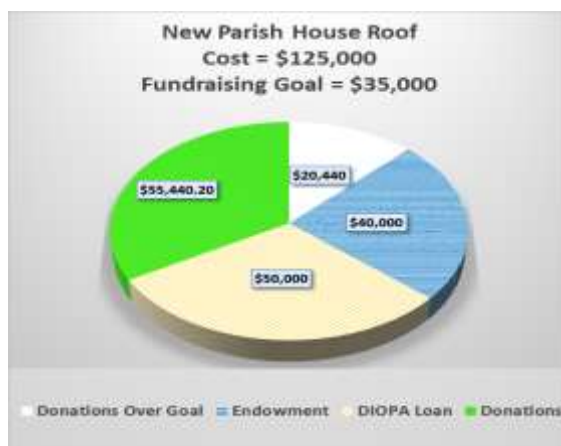 New Parish House Roof
Cost = $125,000
Fundraising Goal = $35,000
$20,440
$55,440.20
$40,000
$50,000
Donations Over Goal
Endowment
DIOPA Loan
Donations